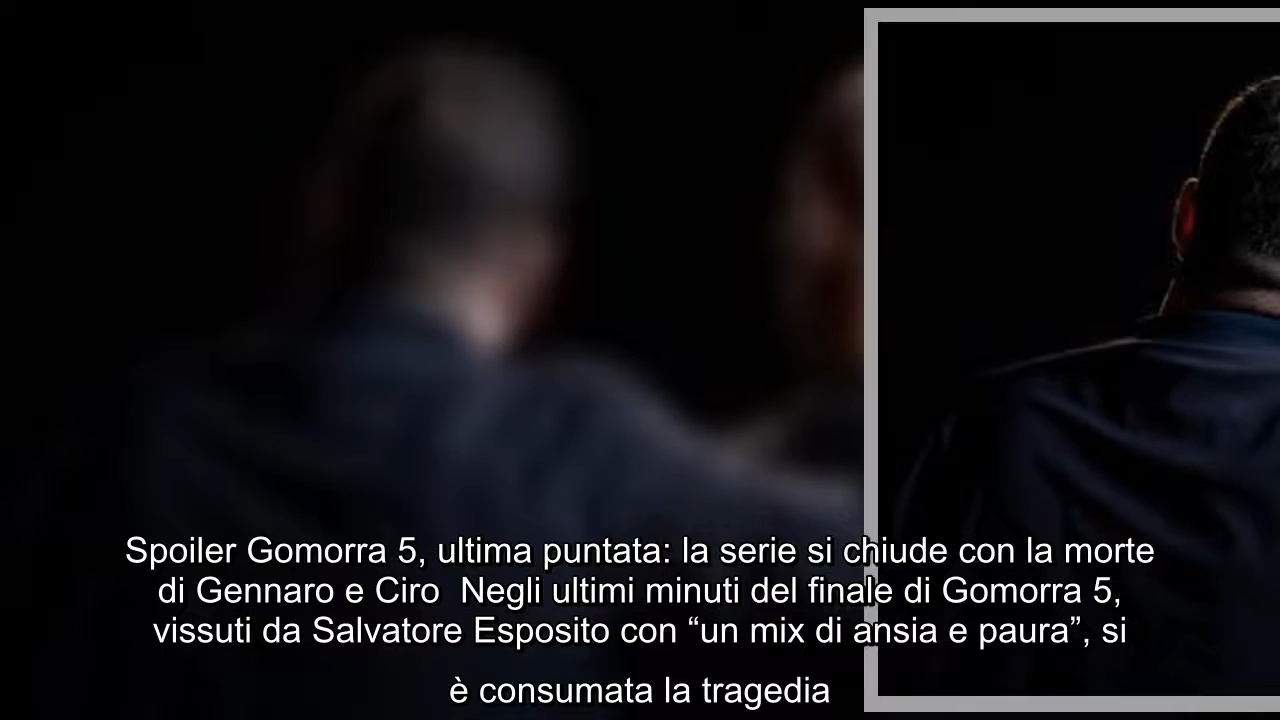 Spoiler Gomorra 5, ultima puntata: la serie si chiude con la morte
di Gennaro e Ciro  Negli ultimi minuti del finale di Gomorra 5,
vissuti da Salvatore Esposito con “un mix di ansia e paura”, si
è consumata la tragedia